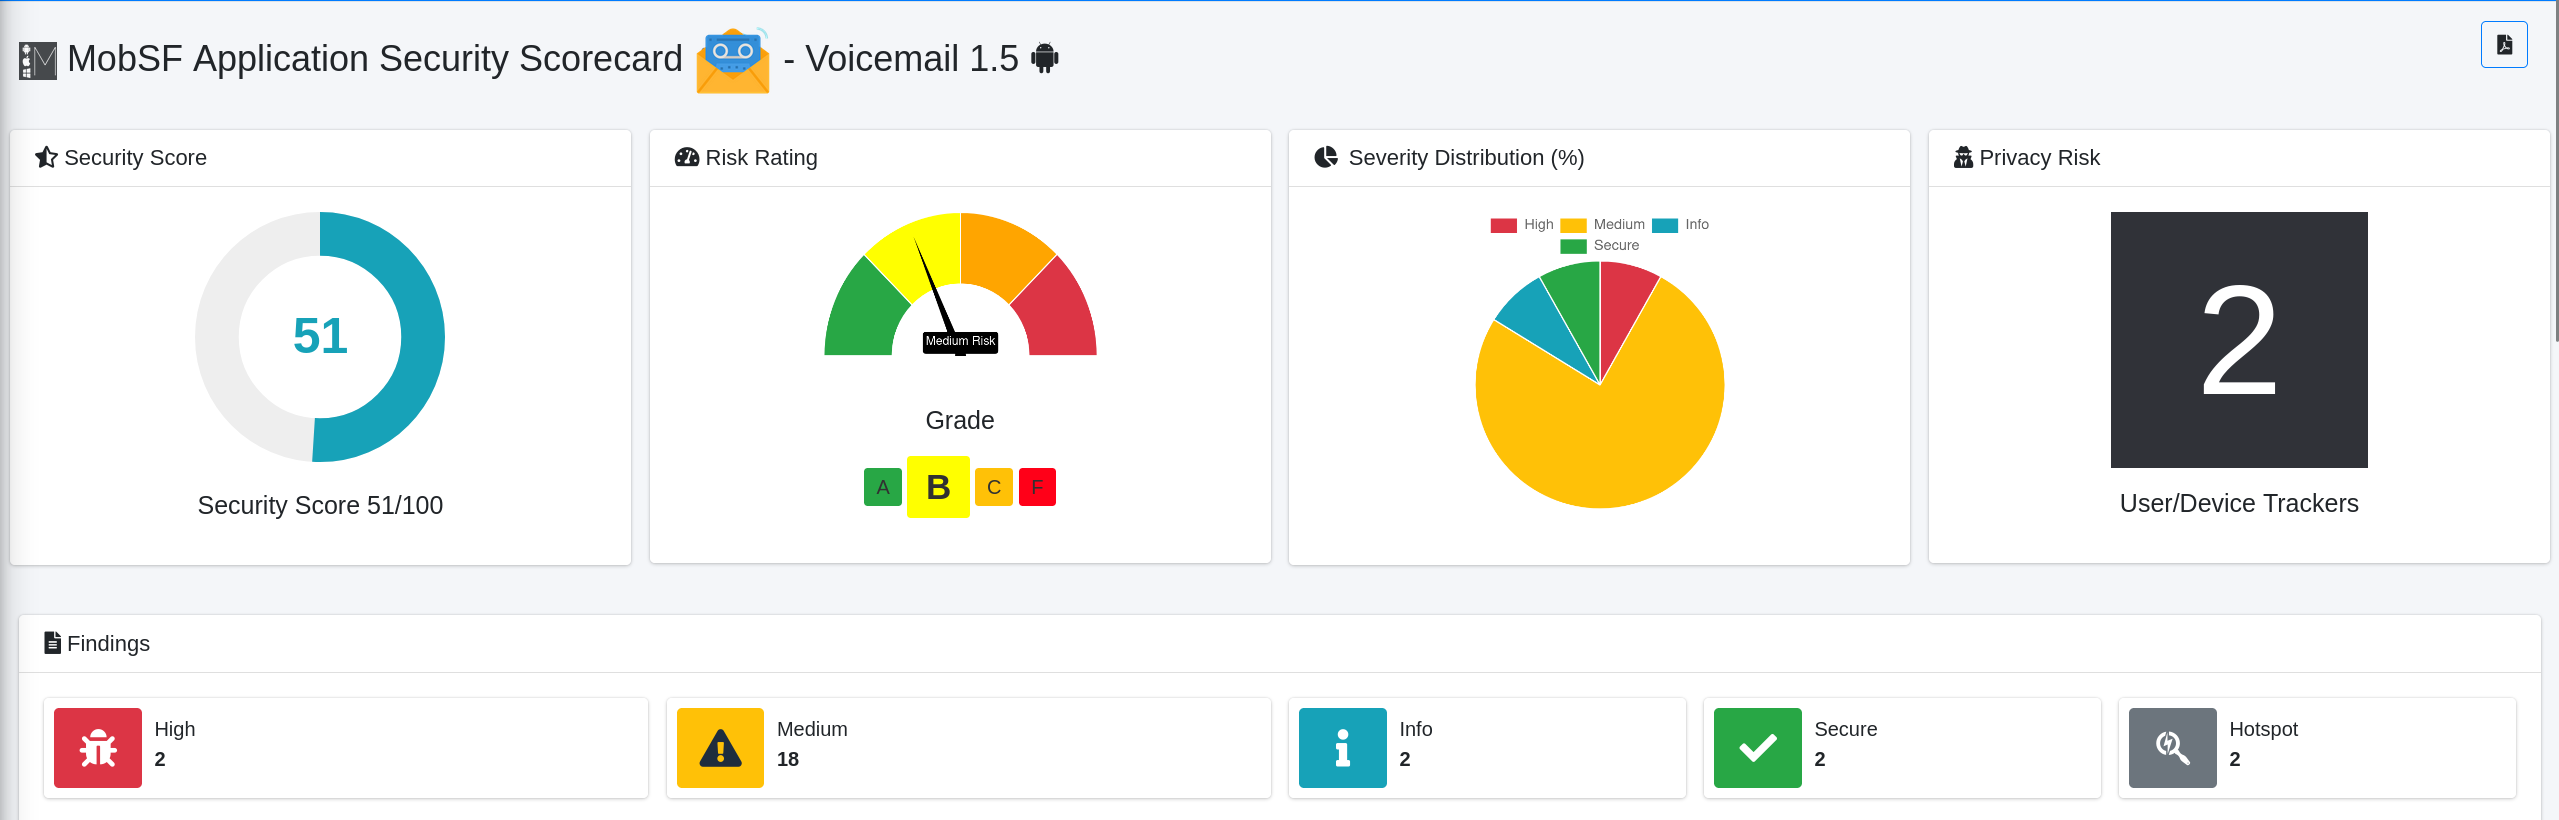 MobSF Application Security Scorecard - Voicemail 1.5
Security Score
51
Security Score 51/100
Risk Rating
Medium Risk
Grade
A B C F
Severity Distribution (%)
High Medium Info
Secure
Privacy Risk
2
User/Device Trackers
Findings
High
2
Medium
18
Info
2
Secure
2
Hotspot
2